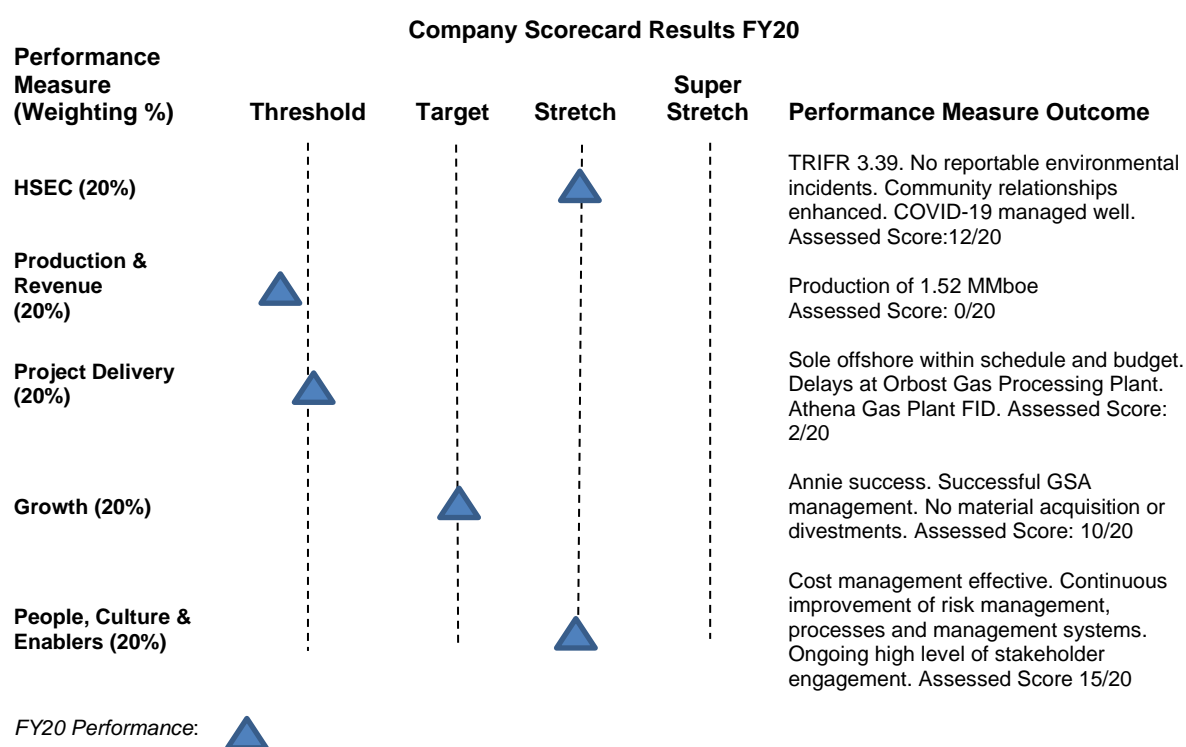 Company Scorecard Results FY20
Performance
Measure
(Weighting %)
Threshold
Target
Stretch
Super
Stretch
Performance Measure Outcome
HSEC (20%)
TRIFR 3.39. No reportable environmental
incidents. Community relationships
enhanced. COVID-19 managed well.
Assessed Score:12/20
Production &
Revenue
(20%)
Production of 1.52 MMboe
Assessed Score: 0/20
Project Delivery
(20%)
Sole offshore within schedule and budget.
Delays at Orbost Gas Processing Plant.
Athena Gas Plant FID. Assessed Score:
2/20
Growth (20%)
Annie success. Successful GSA
management. No material acquisition or
divestments. Assessed Score: 10/20
People, Culture &
Enablers (20%)
Cost management effective. Continuous
improvement of risk management,
processes and management systems.
Ongoing high level of stakeholder
engagement. Assessed Score 15/20
FY20 Performance: